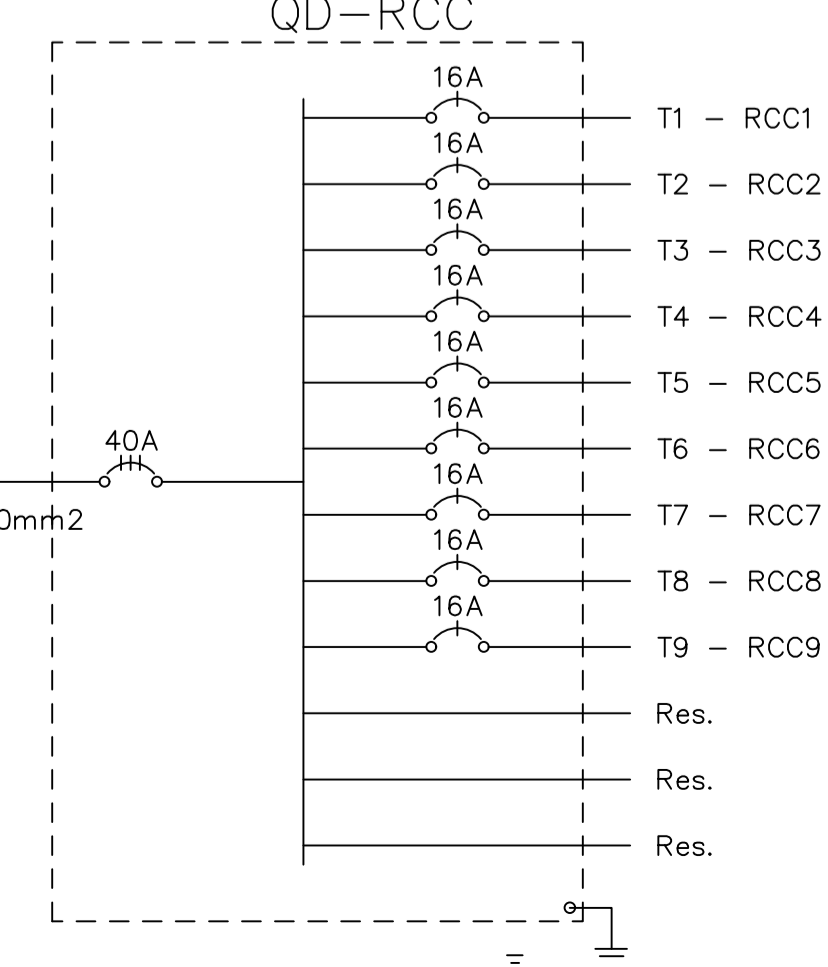 QD-RCC
16A
T1 - RCC1
16A
T2 - RCC2
16A
T3 - RCC3
16A
T4 - RCC4
16A
T5 - RCC5
16A
T6 - RCC6
40A
16A
T7 - RCC7
0mm2
16A
T8 - RCC8
16A
T9 - RCC9
Res.
Res.
Res.